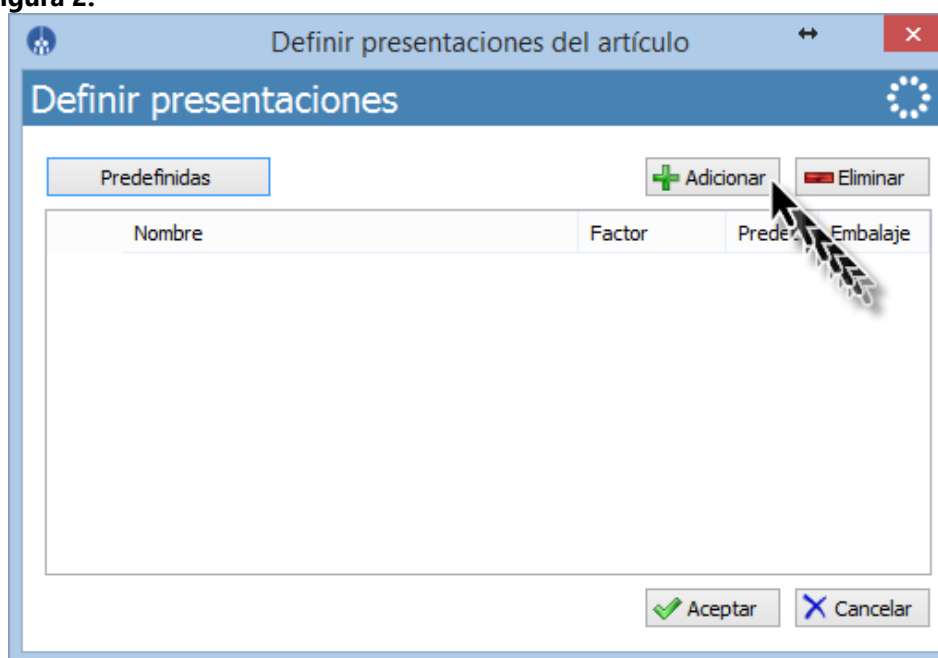 Definir presentaciones del artículo
Definir presentaciones
Predefinidas
Adicionar
Eliminar
Nombre
Factor
Embalaje
Aceptar
Cancelar